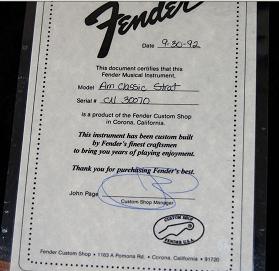 Fender
Date 9-30-92
This document certifies that this
Fender Musical Instrument.
Model Am Classic Strat
Serial # CN 30070
is a product of the Fender Custom Shop
in Corona, California.
This instrument has been custom built
by Fender's finest craftsmen
to bring you years of playing enjoyment.
Thank you for purchasing Fender's best.
John Page
Custom Shop Manager
CUSTOM SHOP
FENDER U.S.A.
Fender Custom Shop • 1163 A Pomona Rd. • Corona, California • 91720